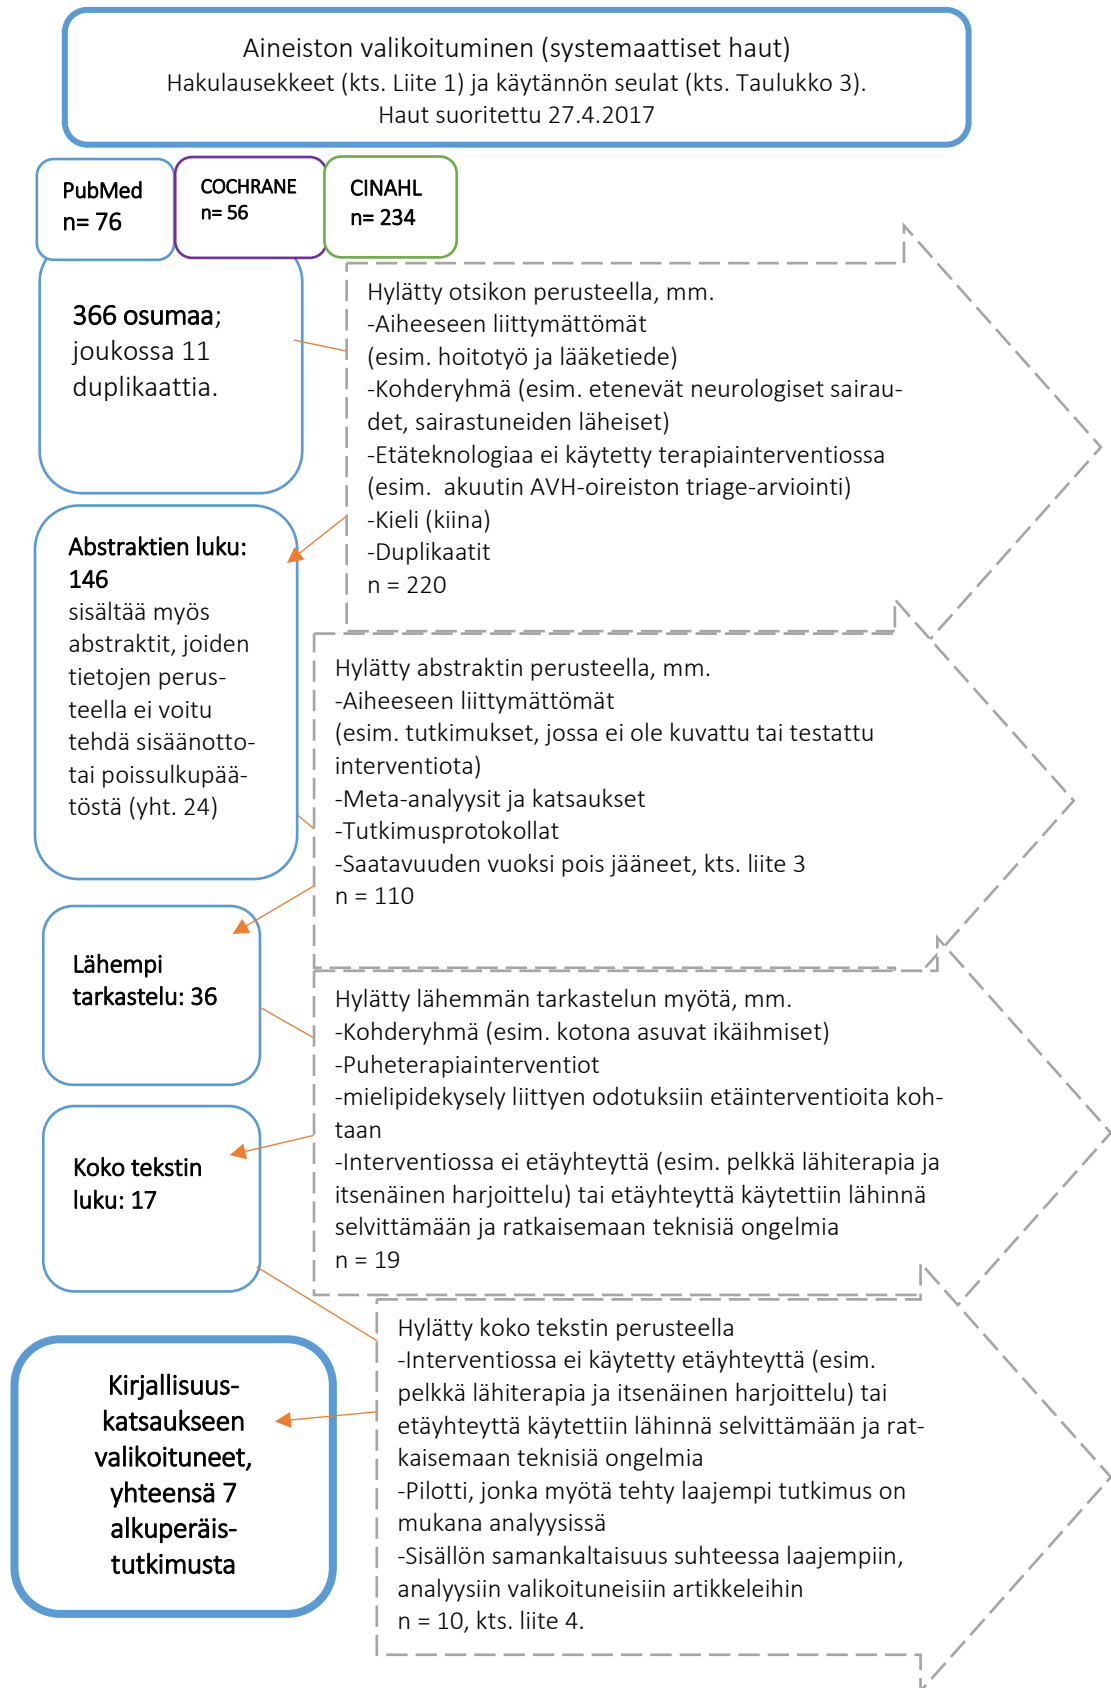 Aineiston valikoituminen (systemaattiset haut)
Hakulausekkeet (kts. Liite 1) ja käytännön seulat (kts. Taulukko 3).
Haut suoritettu 27.4.2017
PubMed
n= 76
COCHRANE
n= 56
CINAHL
n= 234
366 osumaa;
joukossa 11
duplikaattia.
Hylätty otsikon perusteella, mm.
-Aiheeseen liittymättömät
(esim. hoitotyö ja lääketiede)
-Kohderyhmä (esim. etenevät neurologiset sairau-
det, sairastuneiden läheiset)
-Etäteknologiaa ei käytetty terapiainterventiossa
(esim. akuutin AVH-oireiston triage-arviointi)
-Kieli (kiina)
-Duplikaatit
n = 220
Abstraktien luku:
146
sisältää myös
abstraktit, joiden
tietojen perus-
teella ei voitu
tehdä sisäänotto-
tai poissulkupää-
töstä (yht. 24)
Hylätty abstraktin perusteella, mm.
-Aiheeseen liittymättömät
(esim. tutkimukset, jossa ei ole kuvattu tai testattu
interventiota)
-Meta-analyysit ja katsaukset
-Tutkimusprotokollat
-Saatavuuden vuoksi pois jääneet, kts. liite 3
n = 110
Lähempi
tarkastelu: 36
Hylätty lähemmän tarkastelun myötä, mm.
-Kohderyhmä (esim. kotona asuvat ikäihmiset)
-Puheterapiainterventiot
-mielipidekysely liittyen odotuksiin etäinterventioita koh-
taan
-Interventiossa ei etäyhteyttä (esim. pelkkä lähiterapia ja
itsenäinen harjoittelu) tai etäyhteyttä käytettiin lähinnä
selvittämään ja ratkaisemaan teknisiä ongelmia
n = 19
Koko tekstin
luku: 17
Hylätty koko tekstin perusteella
-Interventiossa ei käytetty etäyhteyttä (esim.
pelkkä lähiterapia ja itsenäinen harjoittelu) tai
etäyhteyttä käytettiin lähinnä selvittämään ja rat-
kaisemaan teknisiä ongelmia
-Pilotti, jonka myötä tehty laajempi tutkimus on
mukana analyysissä
-Sisällön samankaltaisuus suhteessa laajempiin,
analyysiin valikoituneisiin artikkeleihin
n = 10, kts. liite 4.
Kirjallisuus-
katsaukseen
valikoituneet,
yhteensä 7
alkuperäis-
tutkimusta